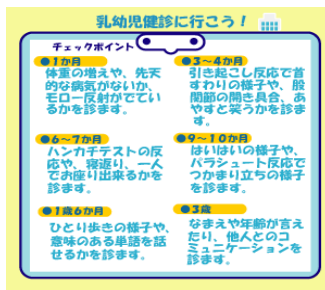 乳幼児健診に行こう！
チェックポイント
●1か月
体重の増えや、先天
的な病気がないか、
モロー反射がでてい
るかを診ます。
●3～4か月
引き起こし反応で首
すわりの様子や、股
関節の開き具合、あ
やすと笑うかを診ま
す。
●6～7か月
ハンカチテストの反
応や、寝返り、一人
でお座り出来るかを
診ます。
●9～10か月
はいはいの様子や、
パラシュート反応で
つかまり立ちの様子
を診ます。
●1歳6か月
ひとり歩きの様子や、
意味のある単語を話
せるかを診ます。
●3歳
なまえや年齢が言え
たり、他人とのコ
ミュニケーションを
診ます。